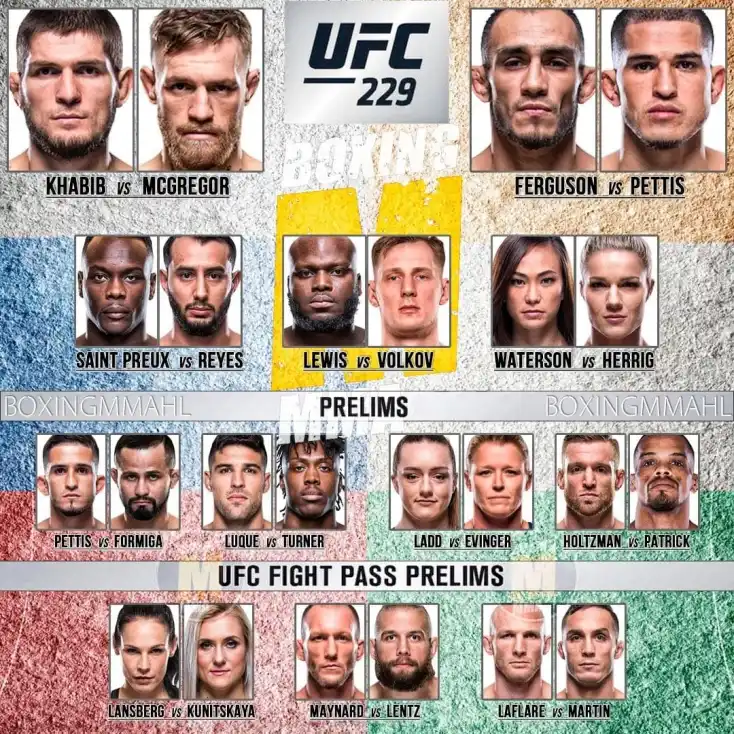 UFC
229
BOXING
KHABIB VS MCGREGOR
FERGUSON VS PETTIS
SAINT PREUX VS REYES
LEWIS VS VOLKOV
WATERSON VS HERRIG
BOXINGMMAHL PRELIMS BOXINGMMAHL
MMA
PETTIS VS FORMIGA
LUQUE VS TURNER
LADD VS EVINGER
HOLTZMAN VS PATRICK
UFC FIGHT PASS PRELIMS
LANSBERG VS KUNITSKAYA
MAYNARD VS LENTZ
LAFLARE VS MARTIN